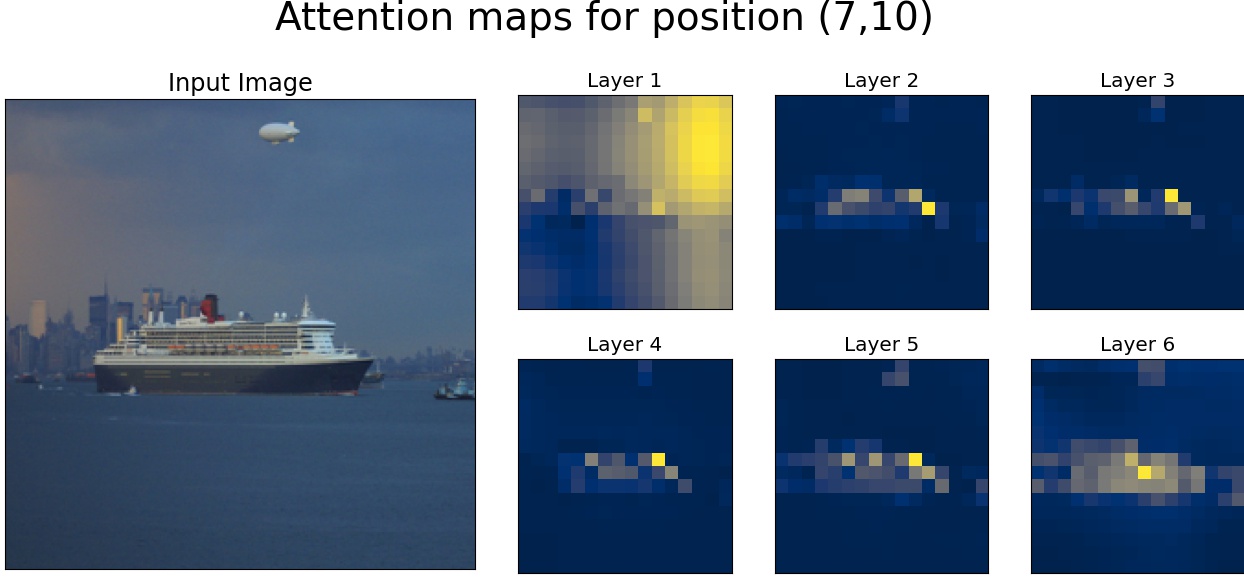 Attention maps for position (7,10)
Input Image
Layer 1
Layer 2
Layer 3
Layer 4
Layer 5
Layer 6